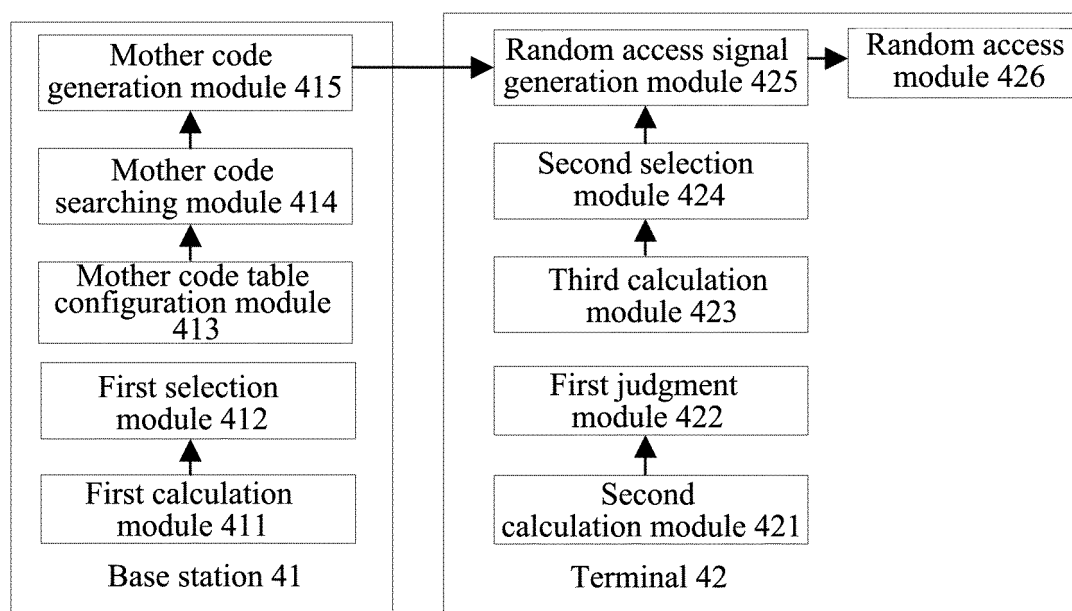 Mother code
generation module 415
Mother code
searching module 414
Mother code table
configuration module
413
First selection
module 412
First calculation
module 411
Base station 41
Random access signal
generation module 425
Random access
module 426
Second selection
module 424
Third calculation
module 423
First judgment
module 422
Second
calculation module 421
Terminal 42